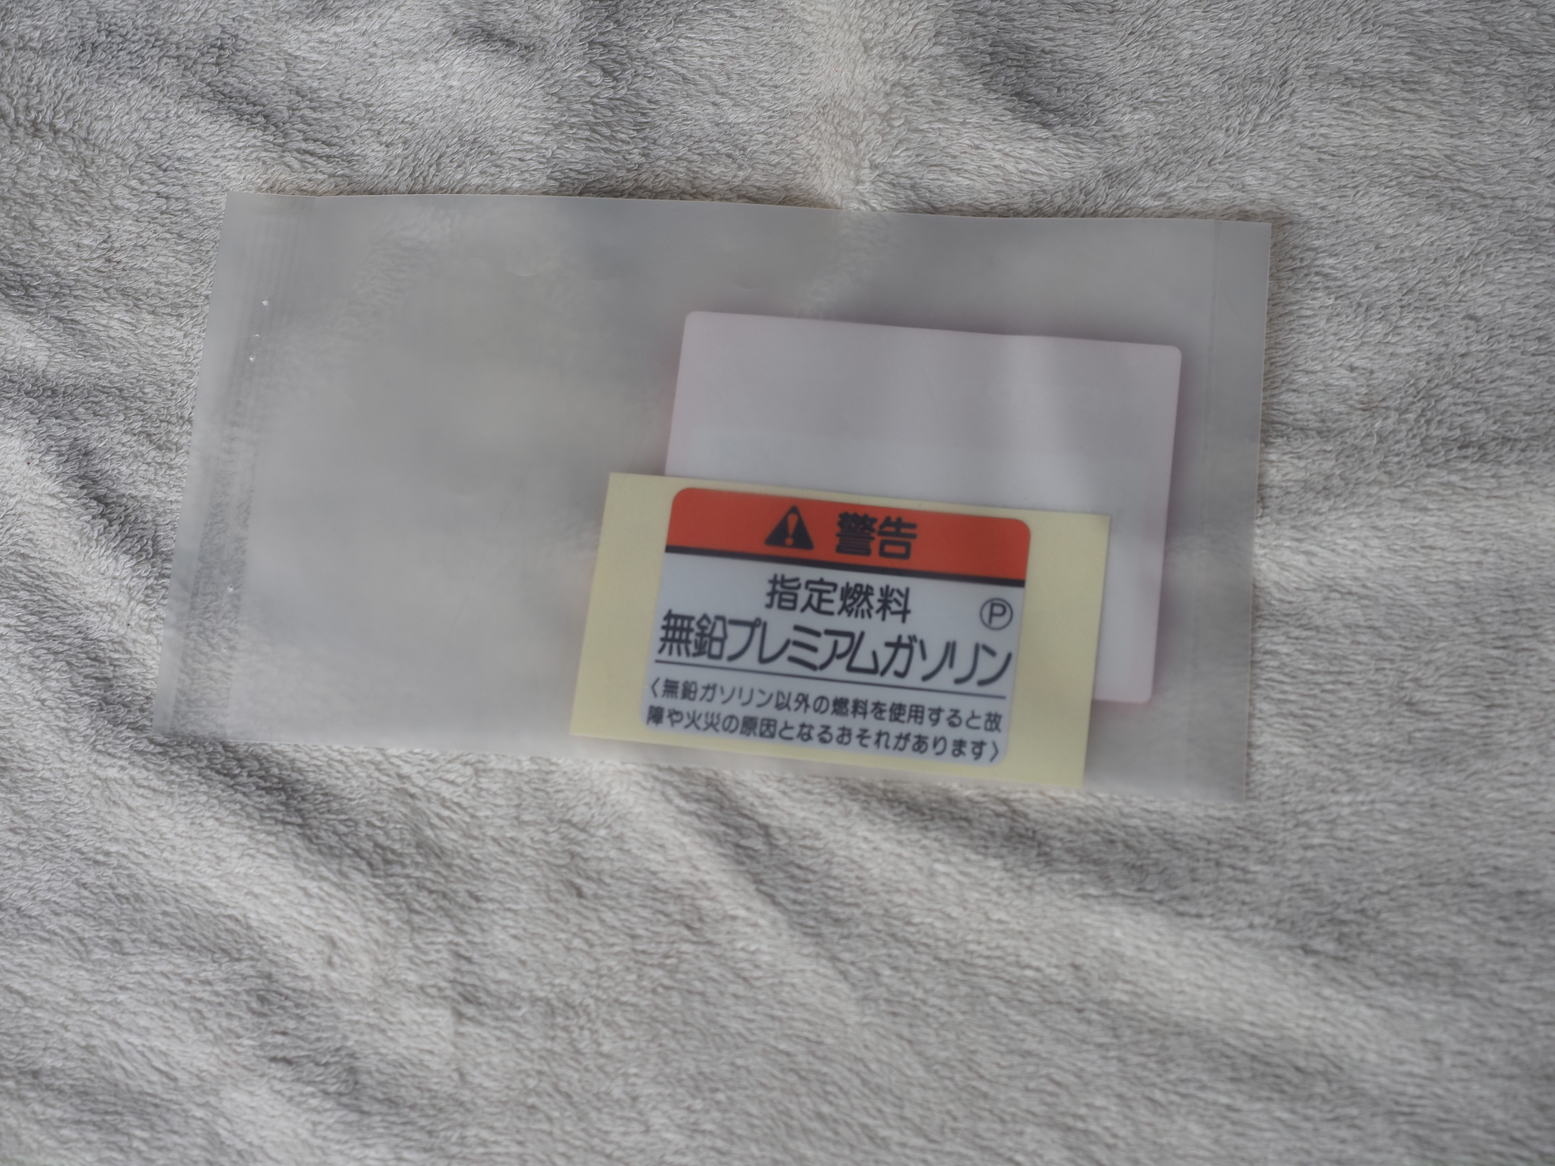 警告
指定燃料 Ⓟ
無鉛プレミアムガソリン
〈無鉛ガソリン以外の燃料を使用すると故
障や火災の原因となるおそれがあります〉